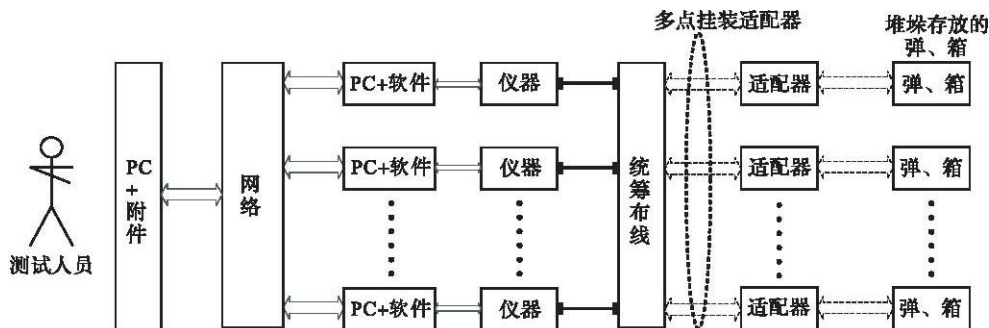 多点挂装适配器
堆垛存放的
弹、箱
PC+软件
仪器
适配器
弹、箱
PC+附件
网络
PC+软件
仪器
统筹布线
适配器
弹、箱
测试人员
PC+软件
仪器
适配器
弹、箱